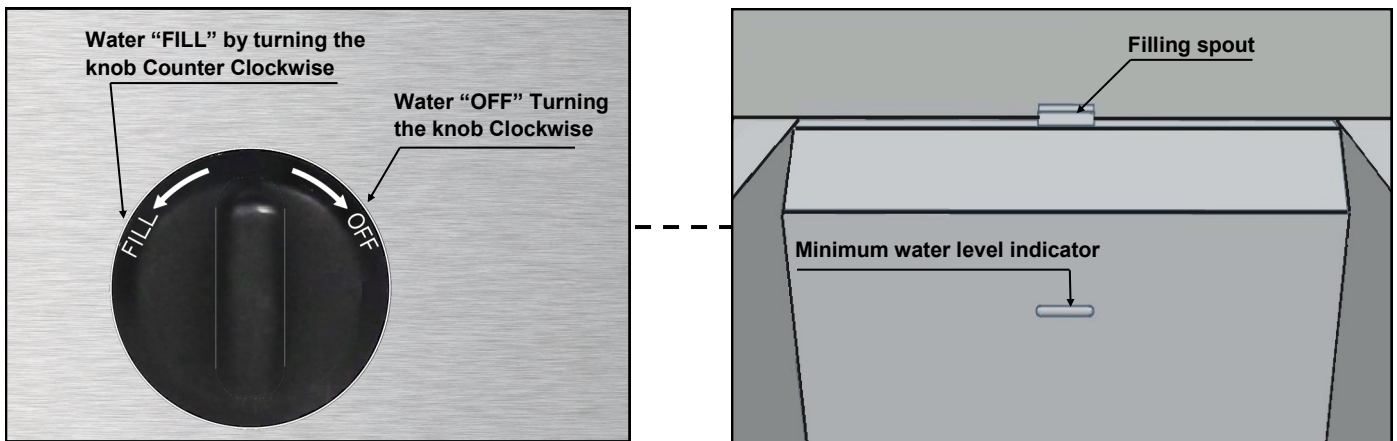 Water “FILL” by turning the
knob Counter Clockwise
Water “OFF” Turning
the knob Clockwise
FILL
OFF
Filling spout
Minimum water level indicator